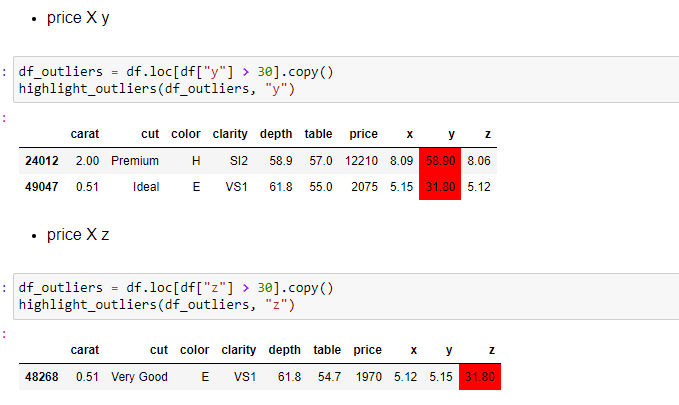 • price X y
: df_outliers = df.loc[df["y"] > 30].copy()
highlight_outliers(df_outliers, "y")
:
carat cut color clarity depth table price x y z
24012 2.00 Premium H SI2 58.9 57.0 12210 8.09 58.90 8.06
49047 0.51 Ideal E VS1 61.8 55.0 2075 5.15 31.80 5.12
• price X z
: df_outliers = df.loc[df["z"] > 30].copy()
highlight_outliers(df_outliers, "z")
:
carat cut color clarity depth table price x y z
48268 0.51 Very Good E VS1 61.8 54.7 1970 5.12 5.15 31.80